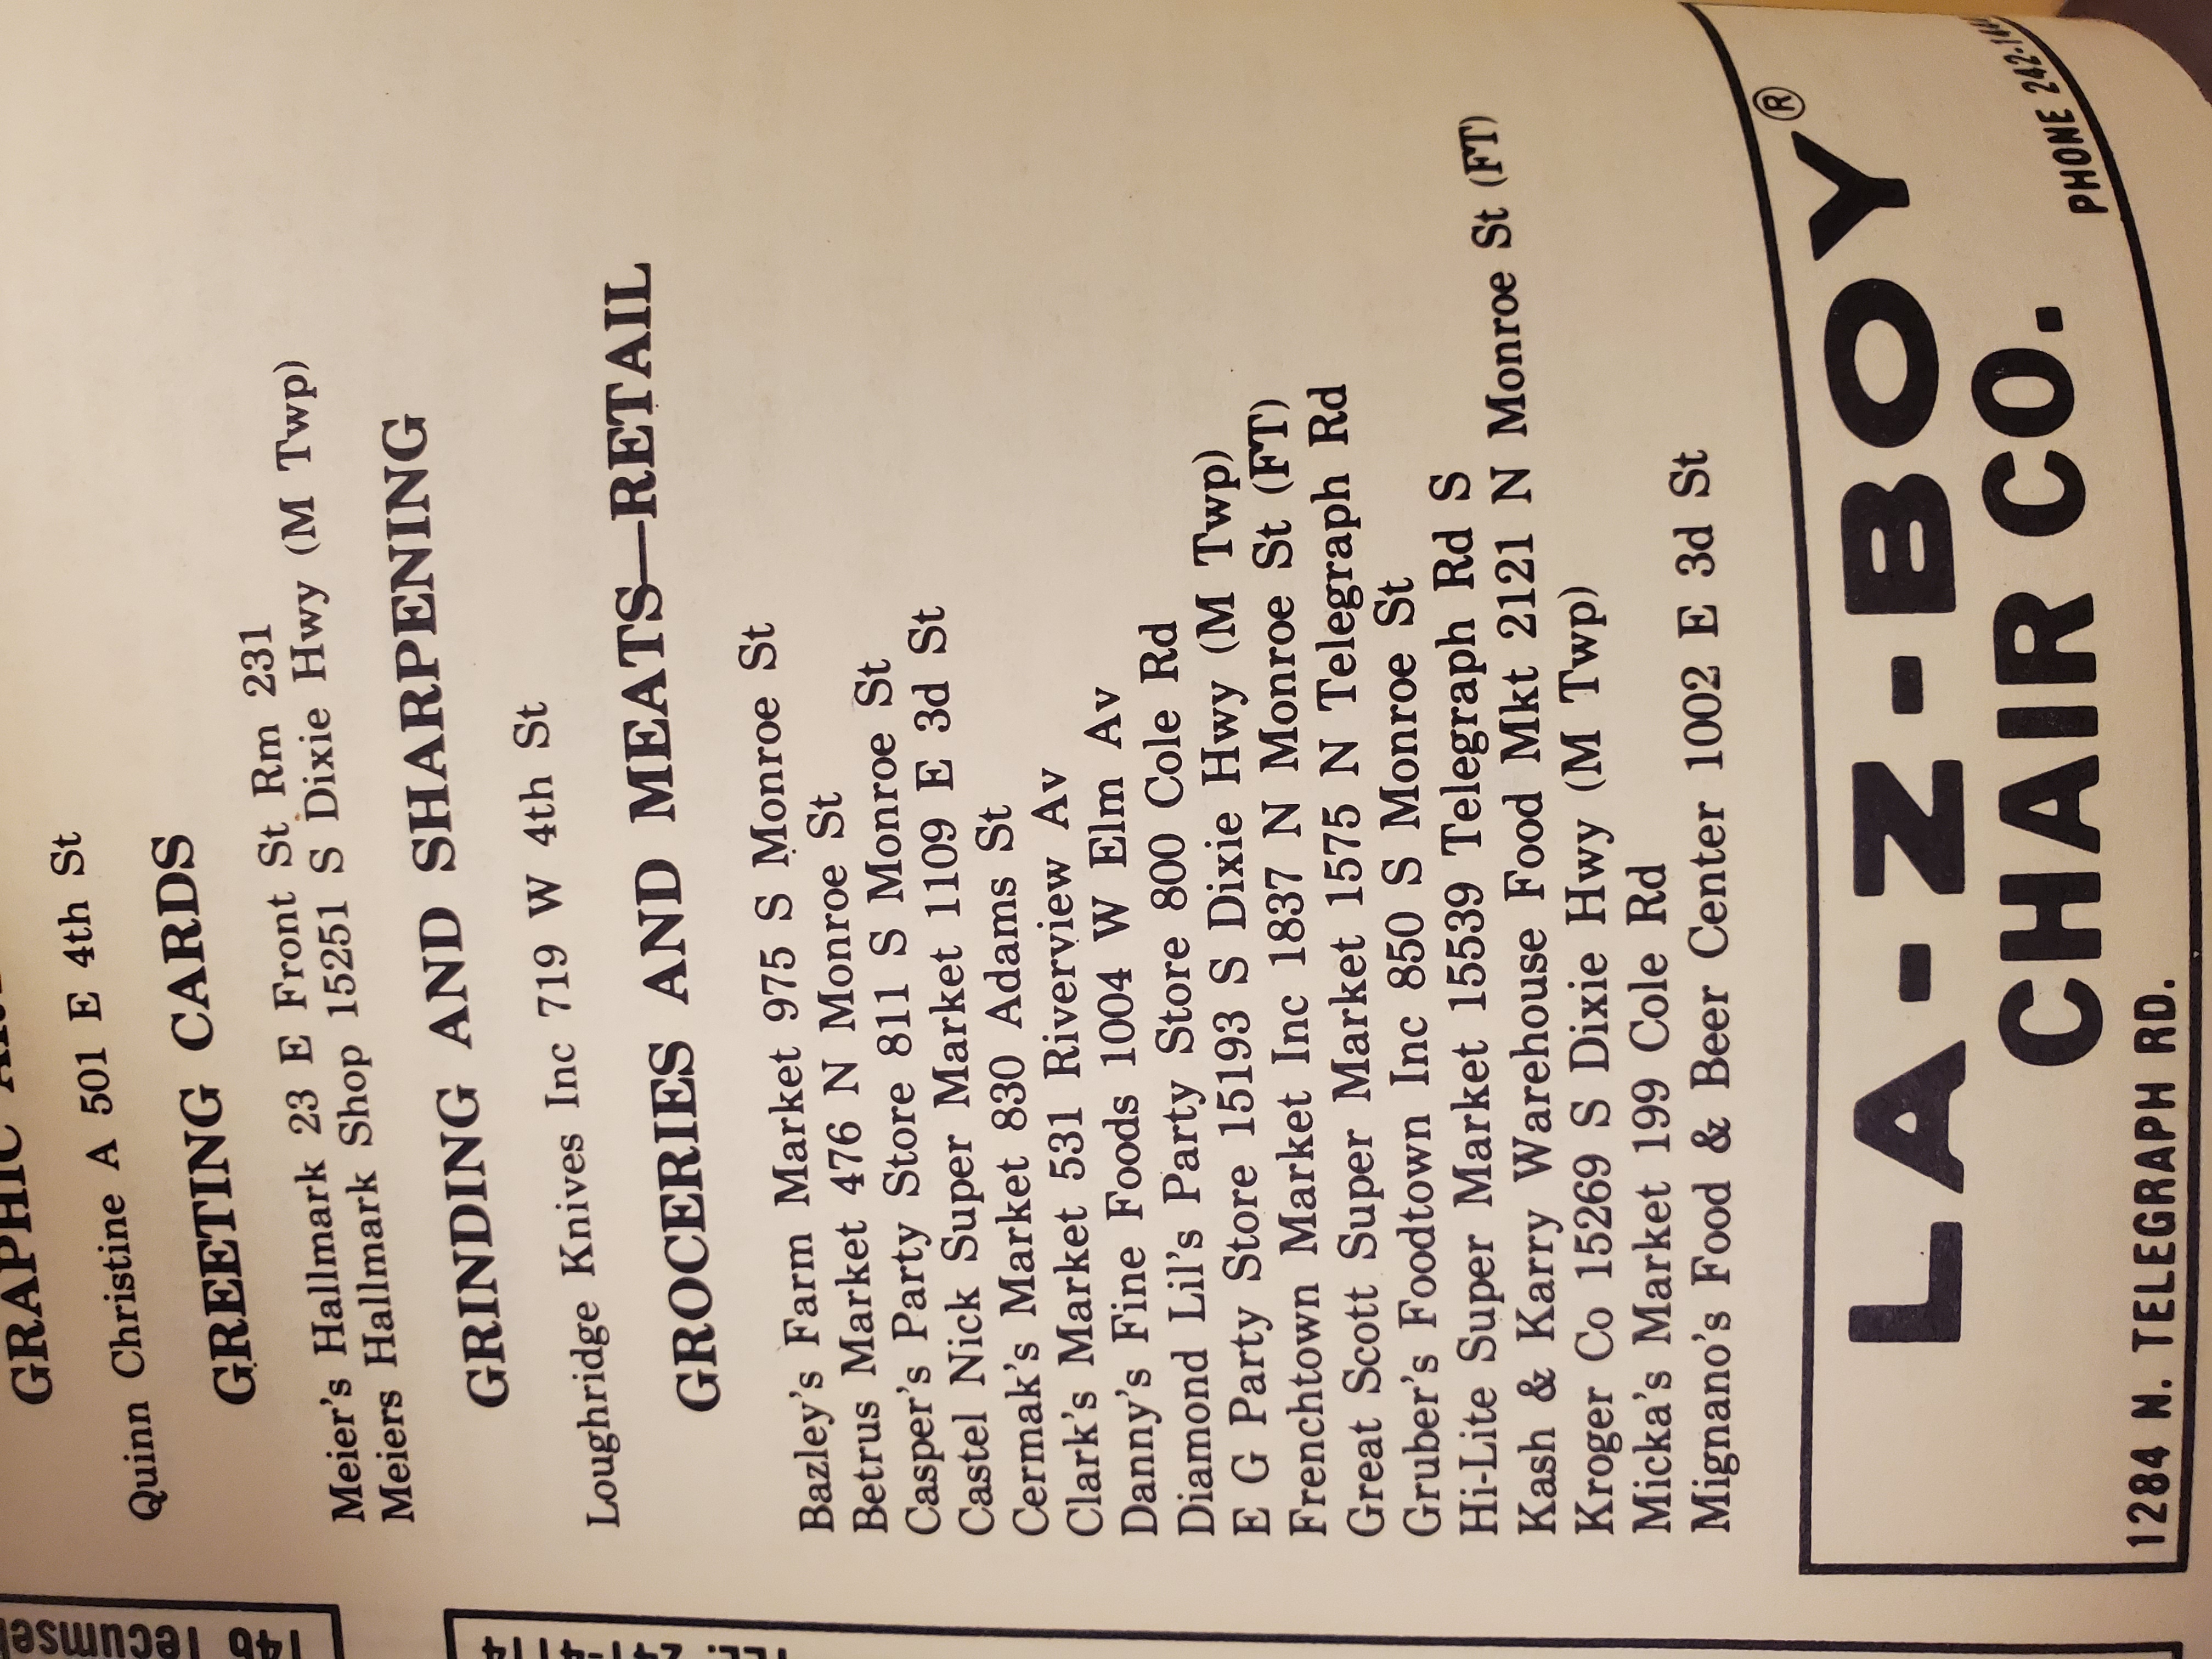 GRAPHIC
Quinn Christine A 501 E 4th St
GREETING CARDS
Meier's Hallmark 23 E Front St Rm 231
Meiers Hallmark Shop 15251 S Dixie Hwy (M Twp)
GRINDING AND SHARPENING
Loughridge Knives Inc 719 W 4th St
GROCERIES AND MEATS—RETAIL
Bazley's Farm Market 975 S Monroe St
Betrus Market 476 N Monroe St
Casper's Party Store 811 S Monroe St
Castel Nick Super Market 1109 E 3d St
Cermak's Market 830 Adams St
Clark's Market 531 Riverview Av
Danny's Fine Foods 1004 W Elm Av
Diamond Lil's Party Store 800 Cole Rd
E G Party Store 15193 S Dixie Hwy (M Twp)
Frenchtown Market Inc 1837 N Monroe St (FT)
Great Scott Super Market 1575 N Telegraph Rd
Gruber's Foodtown Inc 850 S Monroe St
Hi-Lite Super Market 15539 Telegraph Rd S
Kash & Karry Warehouse Food Mkt 2121 N Monroe St (FT)
Kroger Co 15269 S Dixie Hwy (M Twp)
Micka's Market 199 Cole Rd
Mignano's Food & Beer Center 1002 E 3d St
LA-Z-BOY®
CHAIR CO.
1284 N. TELEGRAPH RD. PHONE